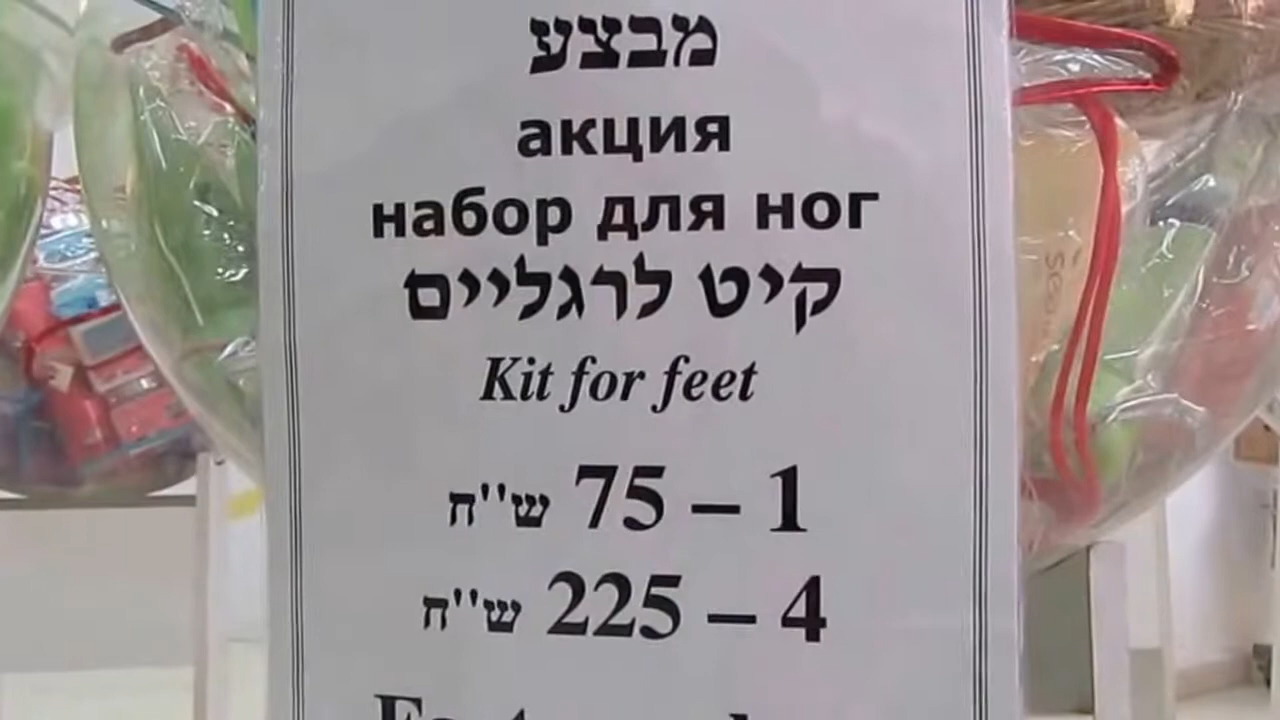 מבצע
акция
набор для ног
קיט לרגליים
Kit for feet
1 – 75 ש''ח
4 – 225 ש''ח